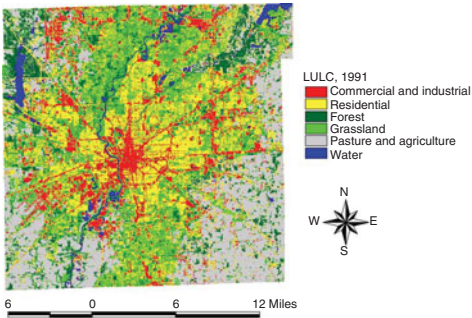 LULC, 1991
Commercial and industrial
Residential
Forest
Grassland
Pasture and agriculture
Water
N
W E
S
6 0 6 12 Miles